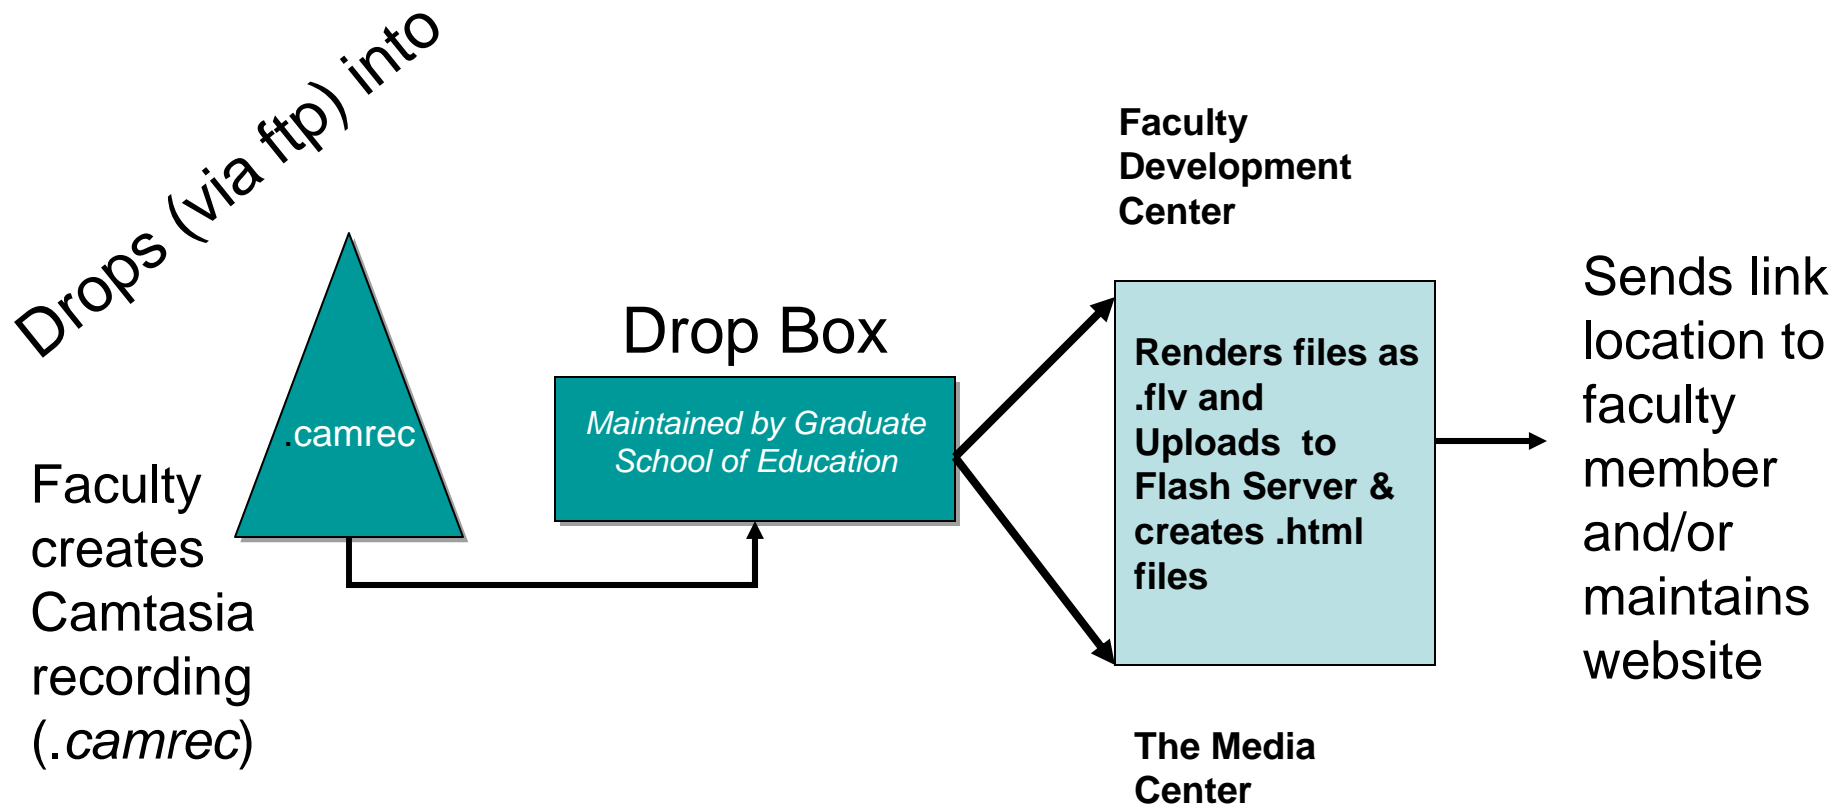 Drops (via ftp) into
.camrec
Faculty
creates
Camtasia
recording
(.camrec)
Drop Box
Maintained by Graduate
School of Education
Faculty
Development
Center
Renders files as
.flv and
Uploads  to
Flash Server &
creates .html
files
The Media
Center
Sends link
location to
faculty
member
and/or
maintains
website